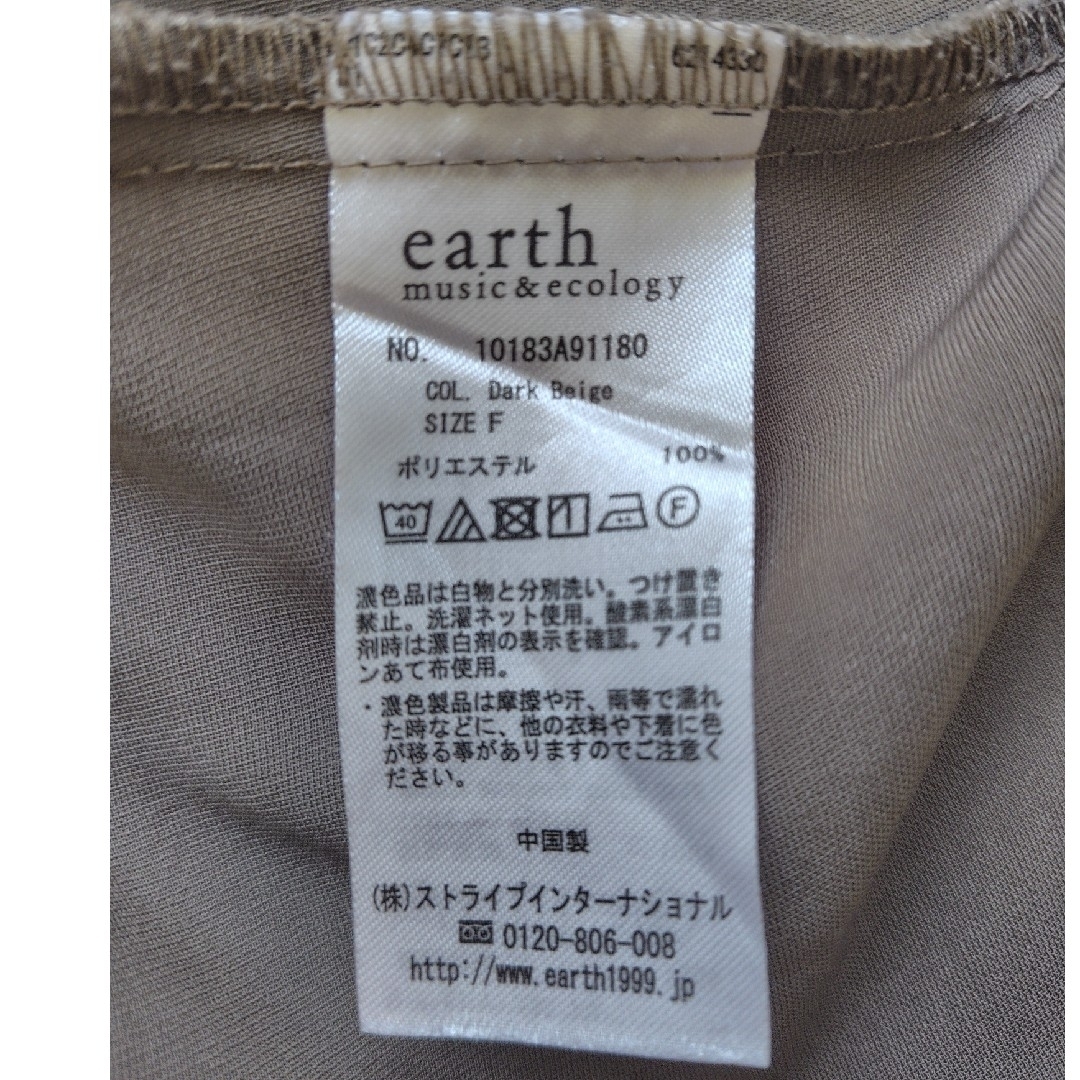 earth
music&ecology
NO. 10183A91180
COL. Dark Beige
SIZE F
ポリエステル 100%
40 F
濃色品は白物と分別洗い。つけ置き
禁止。洗濯ネット使用。酸素系漂白
剤時は漂白剤の表示を確認。アイロ
ンあて布使用。
・濃色製品は摩擦や汗、雨等で濡れ
た時などに、他の衣料や下着に色
が移る事がありますのでご注意く
ださい。
中国製
(株)ストライプインターナショナル
0120-806-008
http://www.earth1999.jp